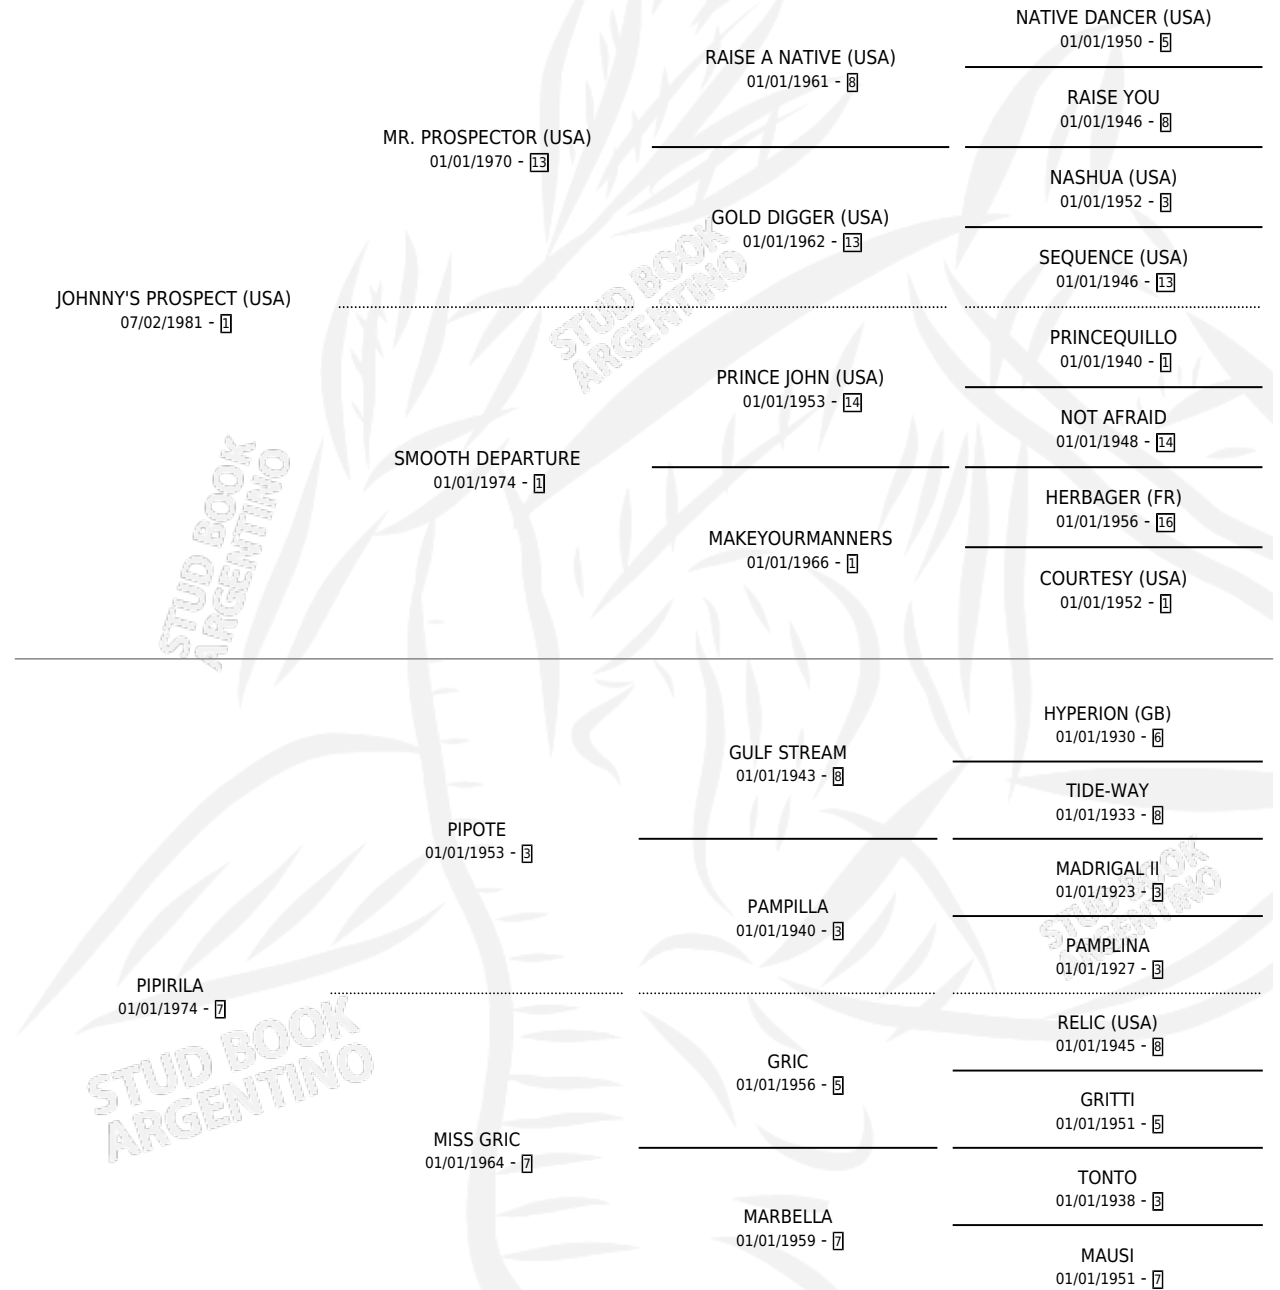 NATIVE DANCER (USA)
01/01/1950 - 5
RAISE A NATIVE (USA)
01/01/1961 - 8
RAISE YOU
01/01/1946 - 8
MR. PROSPECTOR (USA)
01/01/1970 - 13
NASHUA (USA)
01/01/1952 - 3
GOLD DIGGER (USA)
01/01/1962 - 13
SEQUENCE (USA)
01/01/1946 - 13
JOHNNY'S PROSPECT (USA)
07/02/1981 - 1
PRINCEQUILLO
01/01/1940 - 1
PRINCE JOHN (USA)
01/01/1953 - 14
NOT AFRAID
01/01/1948 - 14
SMOOTH DEPARTURE
01/01/1974 - 1
HERBAGER (FR)
01/01/1956 - 16
MAKEYOURMANNERS
01/01/1966 - 1
COURTESY (USA)
01/01/1952 - 1
HYPERION (GB)
01/01/1930 - 6
GULF STREAM
01/01/1943 - 8
TIDE-WAY
01/01/1933 - 8
PIPOTE
01/01/1953 - 3
MADRIGAL II
01/01/1923 - 3
PAMPILLA
01/01/1940 - 3
PAMPLINA
01/01/1927 - 3
PIPIRILA
01/01/1974 - 7
RELIC (USA)
01/01/1945 - 8
GRIC
01/01/1956 - 5
GRITTI
01/01/1951 - 5
MISS GRIC
01/01/1964 - 7
TONTO
01/01/1938 - 3
MARBELLA
01/01/1959 - 7
MAUSI
01/01/1951 - 7
STUD BOOK
ARGENTINO
STUD BOOK
ARGENTINO
STUD BOOK
ARGENTINO
STUD BOOK
ARGENTINO